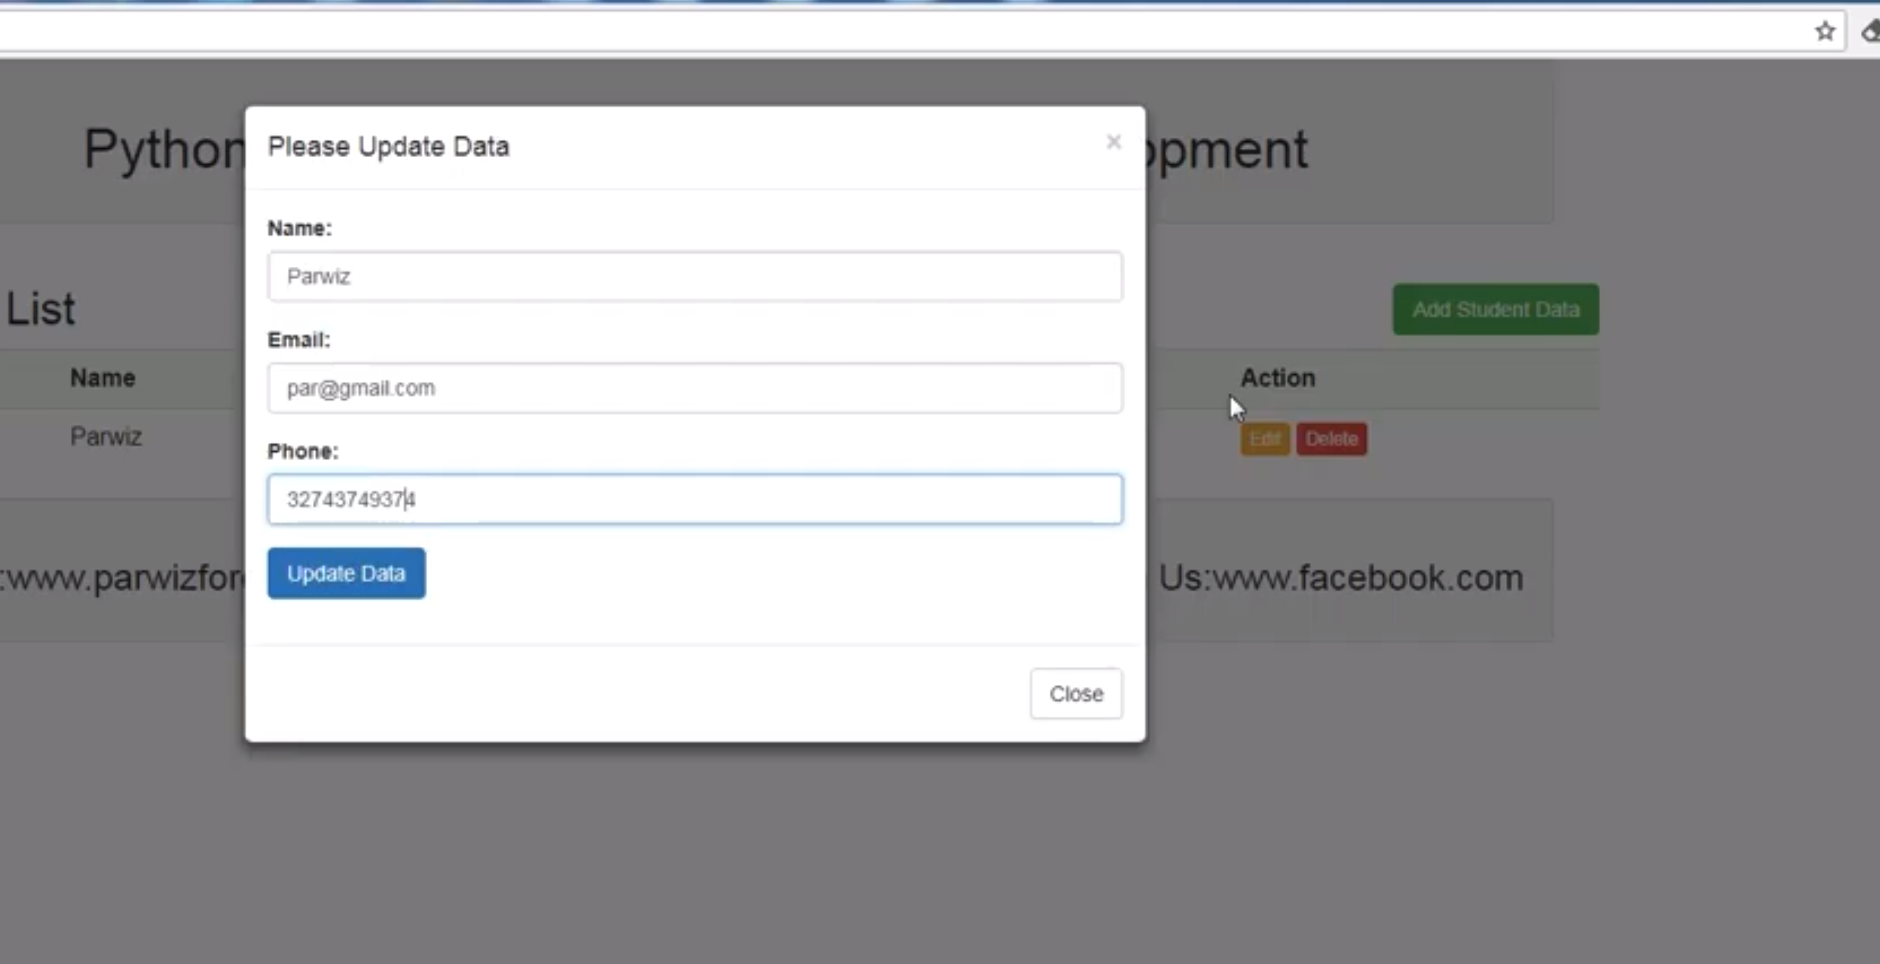 Python
opment
Please Update Data
×
Name:
Parwiz
Email:
par@gmail.com
Phone:
32743749374
Update Data
Close
List
Add Student Data
Name
Action
Parwiz
Edit Delete
:www.parwizfor
Us:www.facebook.com